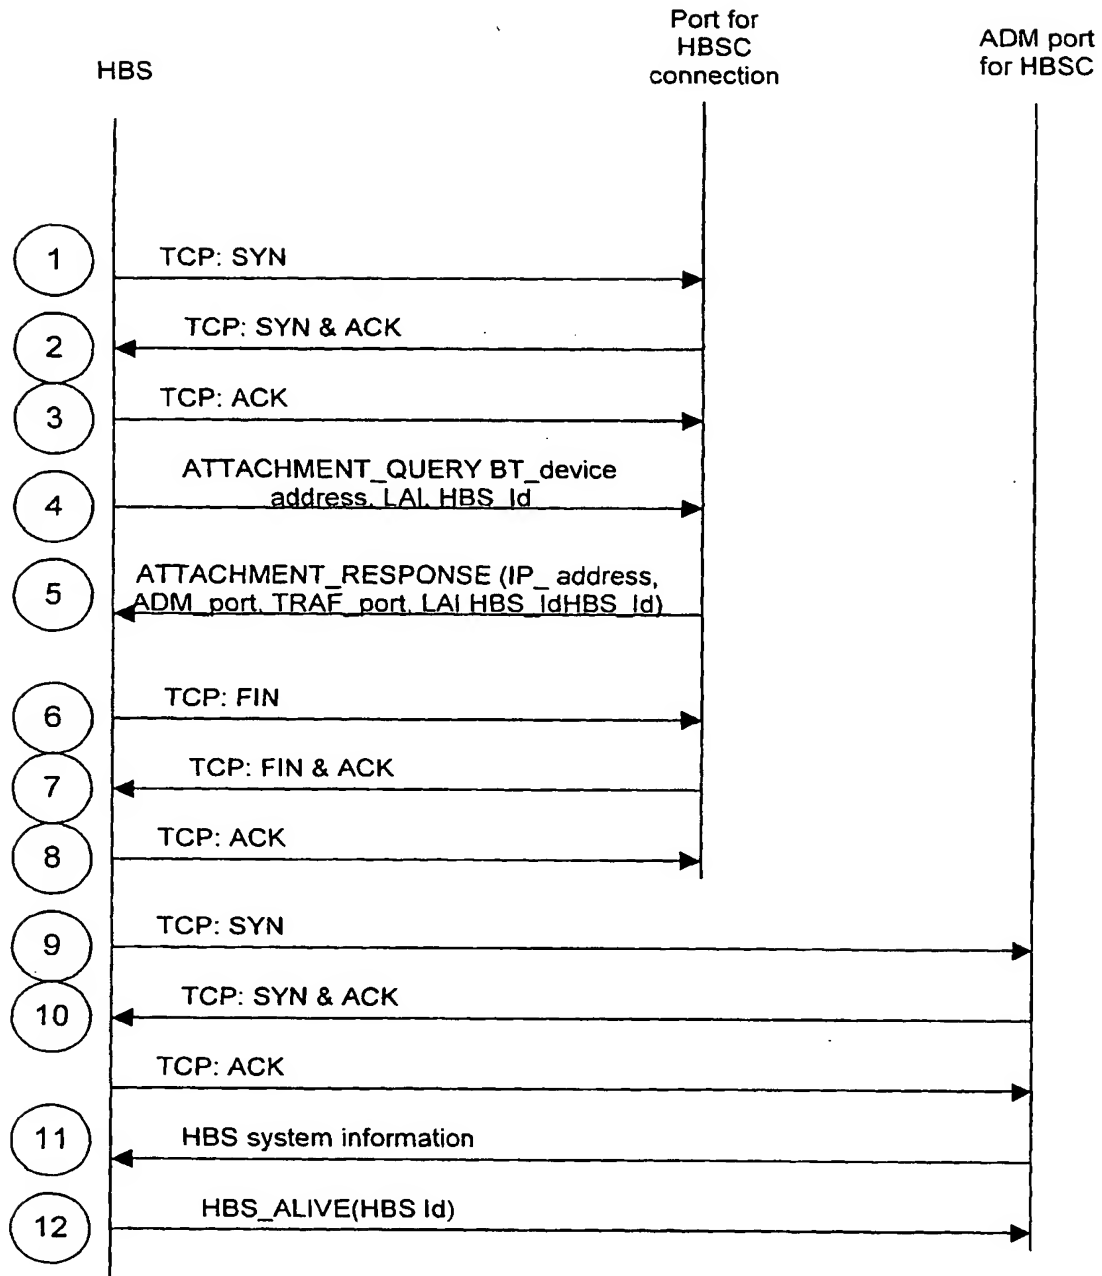 HBS
Port for
HBSC
connection
ADM port
for HBSC
1
TCP: SYN
2
TCP: SYN & ACK
3
TCP: ACK
4
ATTACHMENT_QUERY BT_device
address, LAI, HBS_Id
5
ATTACHMENT_RESPONSE (IP_ address,
ADM_port, TRAF_port, LAI HBS_IdHBS_Id)
6
TCP: FIN
7
TCP: FIN & ACK
8
TCP: ACK
9
TCP: SYN
10
TCP: SYN & ACK
TCP: ACK
11
HBS system information
12
HBS_ALIVE(HBS Id)